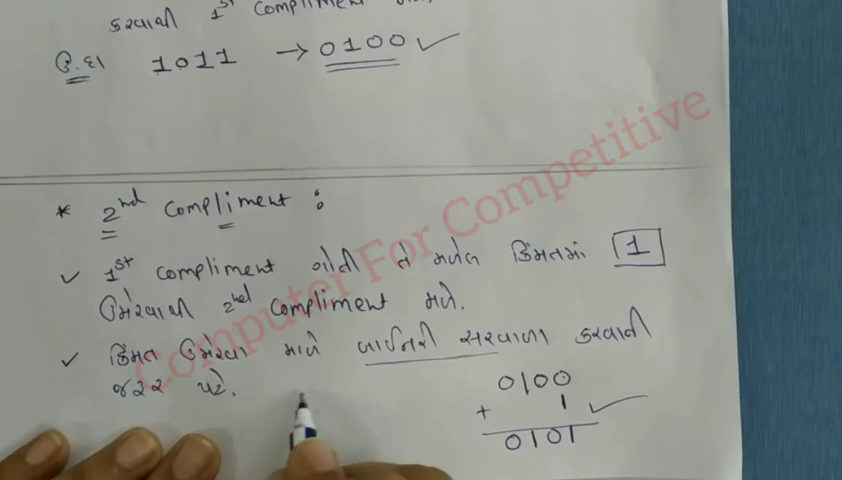 કરવાથી 1st Compliment
ઉ.દા 1011 → 0100 ✓
* 2nd Compliment :
✓ 1st Compliment શોધી તે મળેલ કિંમતમાં 1
ઉમેરવાથી 2nd Compliment મળે.
✓ કિંમત ઉમેરવા માટે બાઈનરી સરવાળા કરવાની
જરૂર પડે.
0100
+ 1 ✓
0101
Computer For Competitive